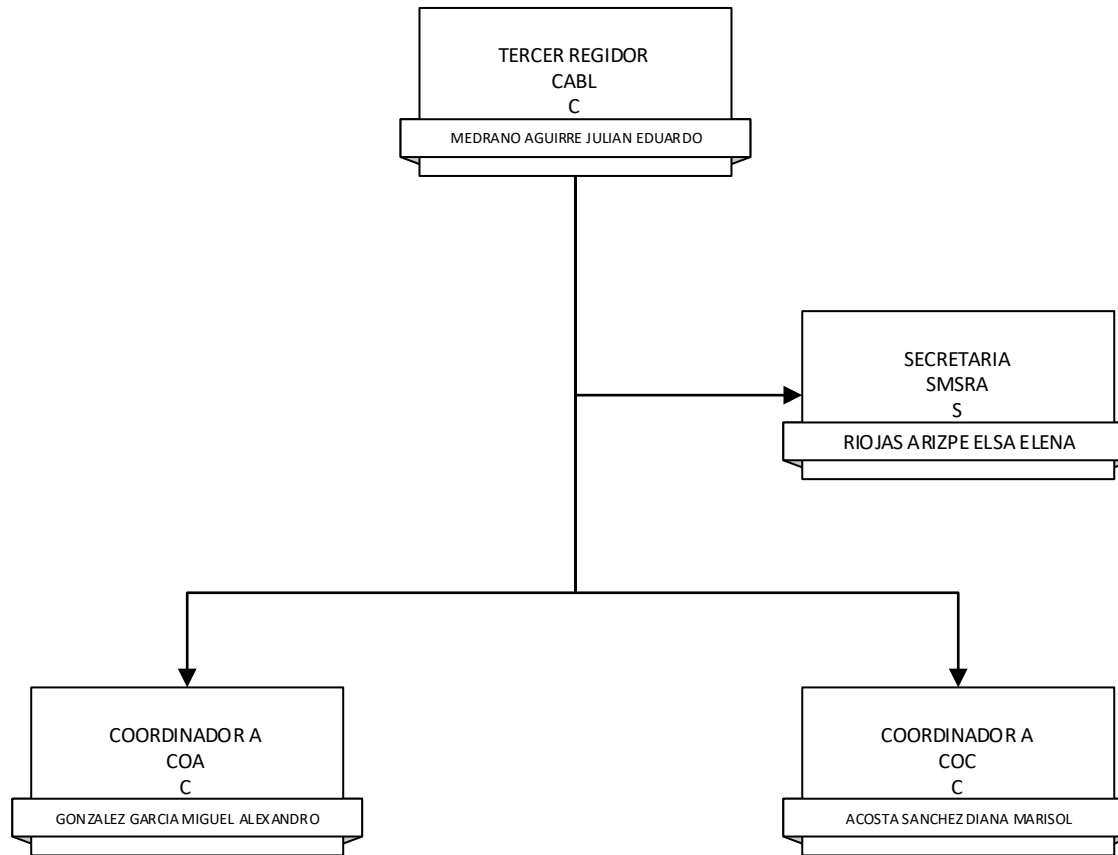 TERCER REGIDOR
CABL
C
MEDRANO AGUIRRE JULIAN EDUARDO
SECRETARIA
SMSRA
S
RIOJAS ARIZPE ELSA ELENA
COORDINADOR A
COA
C
GONZALEZ GARCIA MIGUEL ALEXANDRO
COORDINADOR A
COC
C
ACOSTA SANCHEZ DIANA MARISOL